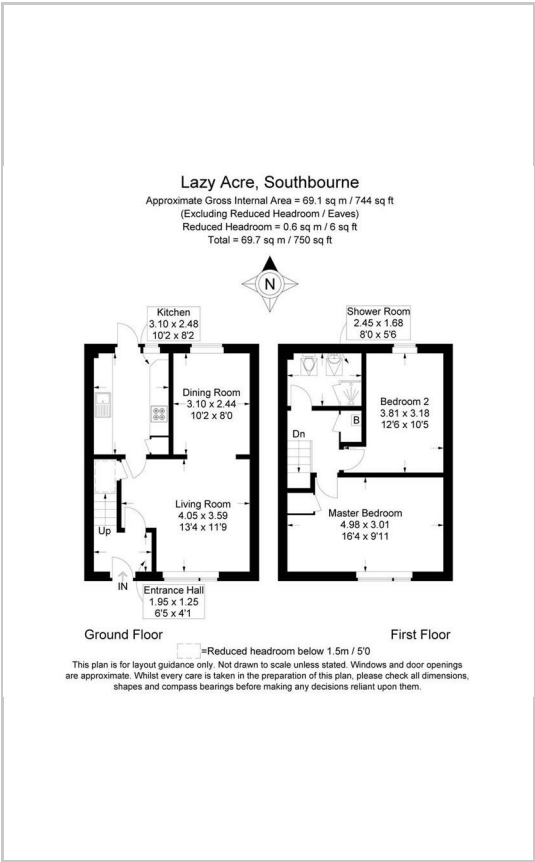 Lazy Acre, Southbourne
Approximate Gross Internal Area = 69.1 sq m / 744 sq ft
(Excluding Reduced Headroom / Eaves)
Reduced Headroom = 0.6 sq m / 6 sq ft
Total = 69.7 sq m / 750 sq ft
N
Kitchen
3.10 x 2.48
10'2 x 8'2
Dining Room
3.10 x 2.44
10'2 x 8'0
Living Room
4.05 x 3.59
13'4 x 11'9
Up
IN
Entrance Hall
1.95 x 1.25
6'5 x 4'1
Ground Floor
Shower Room
2.45 x 1.68
8'0 x 5'6
Bedroom 2
3.81 x 3.18
12'6 x 10'5
B
Dn
Master Bedroom
4.98 x 3.01
16'4 x 9'11
First Floor
=Reduced headroom below 1.5m / 5'0
This plan is for layout guidance only. Not drawn to scale unless stated. Windows and door openings
are approximate. Whilst every care is taken in the preparation of this plan, please check all dimensions,
shapes and compass bearings before making any decisions reliant upon them.